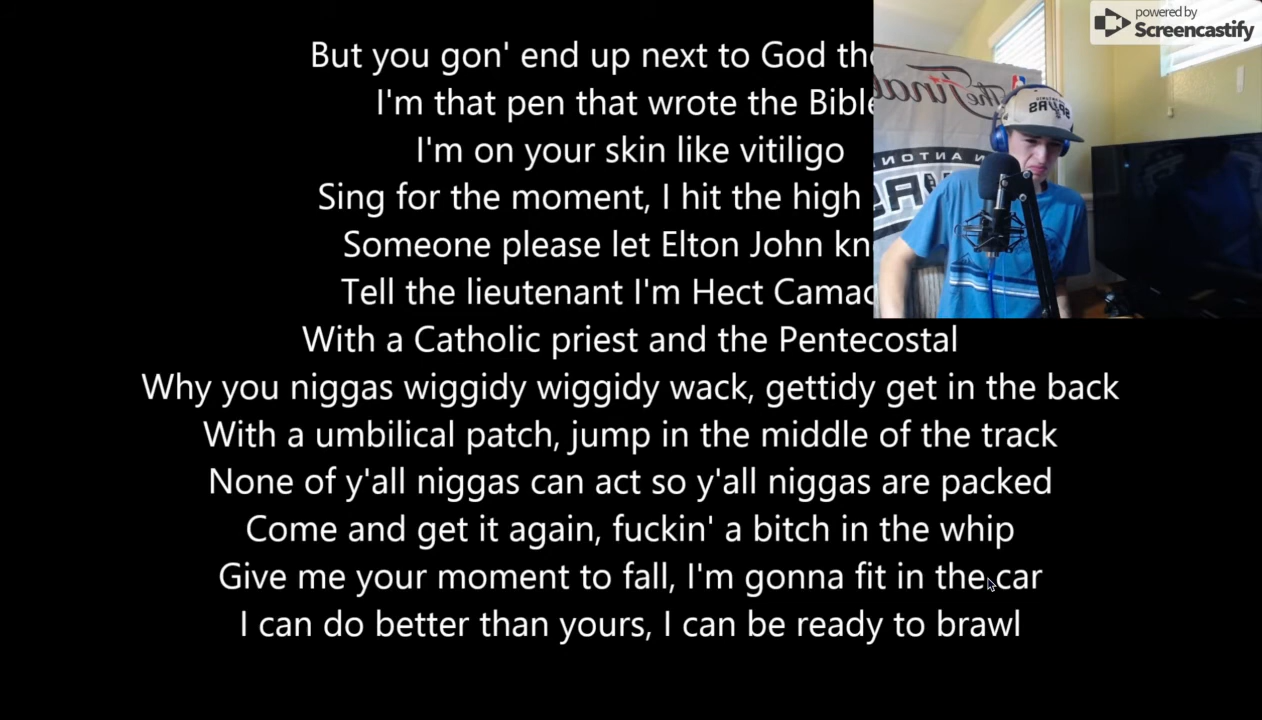 But you gon' end up next to God
I'm that pen that wrote the Bible
I'm on your skin like vitiligo
Sing for the moment, I hit the high
Someone please let Elton John
Tell the lieutenant I'm Hect
With a Catholic priest and the Pentecostal
Why you niggas wiggidy wiggidy wack, gettidy get in the back
With a umbilical patch, jump in the middle of the track
None of y'all niggas can act so y'all niggas are packed
Come and get it again, fuckin' a bitch in the whip
Give me your moment to fall, I'm gonna fit in the car
I can do better than yours, I can be ready to brawl
powered by
Screencastify
The Finals
SPURS